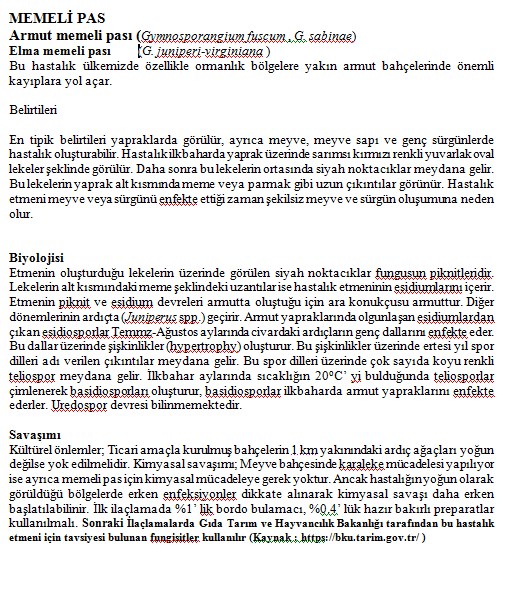 MEMELİ PAS
Armut memeli pası (Gymnosporangium fuscum , G. sabinae)
Elma memeli pası (G. juniperi-virginiana )
Bu hastalık ülkemizde özellikle ormanlık bölgelere yakın armut bahçelerinde önemli
kayıplara yol açar.
Belirtileri
En tipik belirtileri yapraklarda görülür, ayrıca meyve, meyve sapı ve genç sürgünlerde
hastalık oluşturabilir. Hastalık ilkbaharda yaprak üzerinde sarımsı kırmızı renkli yuvarlak oval
lekeler şeklinde görülür. Daha sonra bu lekelerin ortasında siyah noktacıklar meydana gelir.
Bu lekelerin yaprak alt kısmında meme veya parmak gibi uzun çıkıntılar görünür. Hastalık
etmeni meyve veya sürgünü enfekte ettiği zaman şekilsiz meyve ve sürgün oluşumuna neden
olur.
Biyolojisi
Etmenin oluşturduğu lekelerin üzerinde görülen siyah noktacıklar fungusun piknitleridir.
Lekelerin alt kısmındaki meme şeklindeki uzantılar ise hastalık etmeninin esidiumlarını içerir.
Etmenin piknit ve esidium devreleri armutta oluştuğu için ara konukçusu armuttur. Diğer
dönemlerinin ardıçta (Juniperus spp.) geçirir. Armut yapraklarında olgunlaşan esidiumlardan
çıkan esidiosporlar Temmz-Ağustos aylarında civardaki ardıçların genç dallarını enfekte eder.
Bu dallar üzerinde şişkinlikler (hypertrophy) oluşturur. Bu şişkinlikler üzerinde ertesi yıl spor
dilleri adı verilen çıkıntılar meydana gelir. Bu spor dilleri üzerinde çok sayıda koyu renkli
teliospor meydana gelir. İlkbahar aylarında sıcaklığın 20°C' yi bulduğunda teliosporlar
çimlenerek basidiosporları oluşturur, basidiosporlar ilkbaharda armut yapraklarını enfekte
ederler. Uredospor devresi bilinmemektedir.
Savaşımı
Kültürel önlemler; Ticari amaçla kurulmuş bahçelerin 1 km yakınındaki ardıç ağaçları yoğun
değilse yok edilmelidir. Kimyasal savaşımı; Meyve bahçesinde karaleke mücadelesi yapılıyor
ise ayrıca memeli pas için kimyasal mücadeleye gerek yoktur. Ancak hastalığın yoğun olarak
görüldüğü bölgelerde erken enfeksiyonler dikkate alınarak kimyasal savaşı daha erken
başlatılabilinir. İlk ilaçlamada %1' lik bordo bulamacı, %0.4' lük hazır bakırlı preparatlar
kullanılmalı. Sonraki İlaçlamalarda Gıda Tarım ve Hayvancılık Bakanlığı tarafından bu hastalık
etmeni için tavsiyesi bulunan fungisitler kullanılır (Kaynak : https://bku.tarim.gov.tr/ )